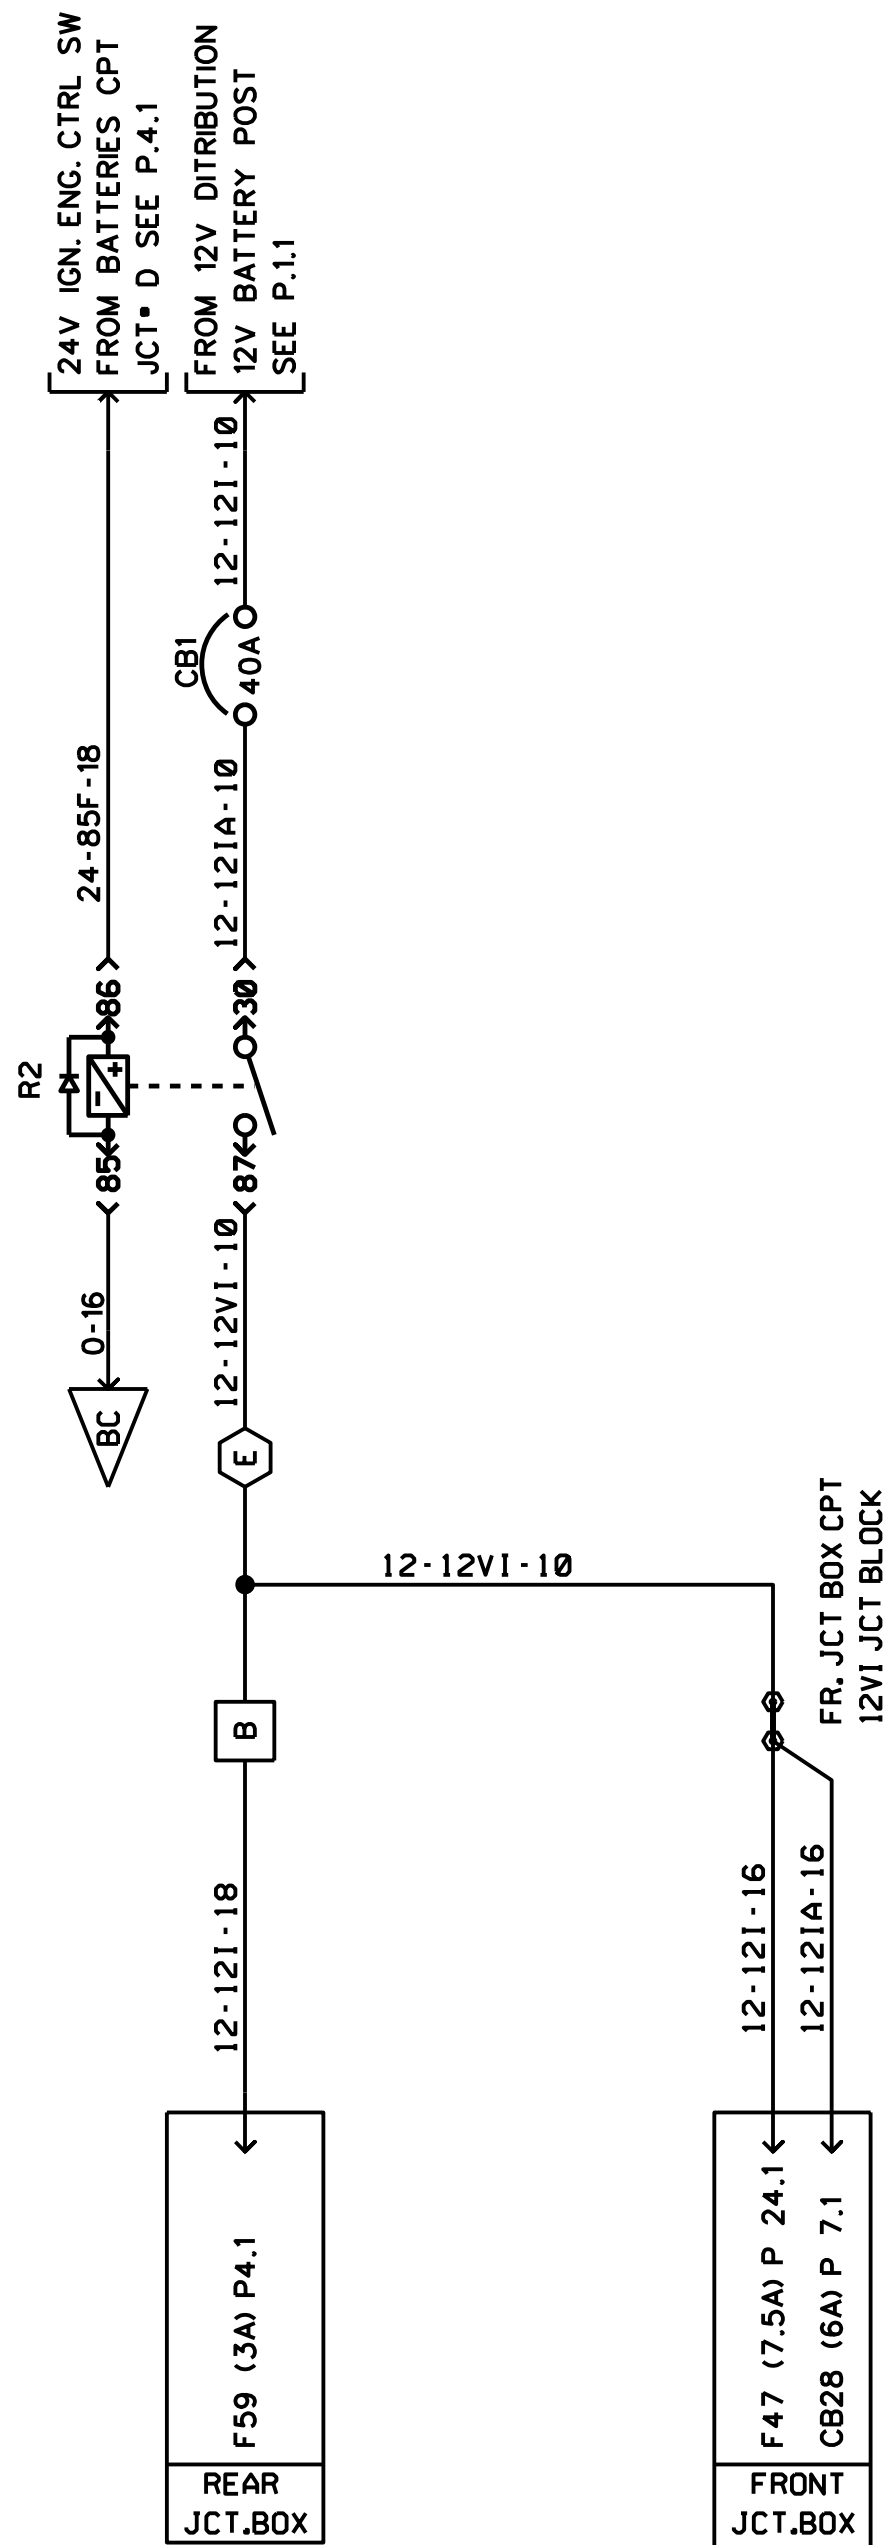 24V IGN. ENG. CTRL SW
FROM BATTERIES CPT
JCT• D SEE P.4.1
FROM 12V DITRIBUTION
12V BATTERY POST
SEE P.1.1
24-85F-18
12-12I-10
CB1
40A
12-12IA-10
R2
86
30
- +
85
87
0-16
12-12VI-10
BC
E
12-12VI-10
FR. JCT BOX CPT
12VI JCT BLOCK
B
12-12I-18
12-12I-16
12-12IA-16
F59 (3A) P4.1
REAR
JCT.BOX
F47 (7.5A) P 24.1
CB28 (6A) P 7.1
FRONT
JCT.BOX